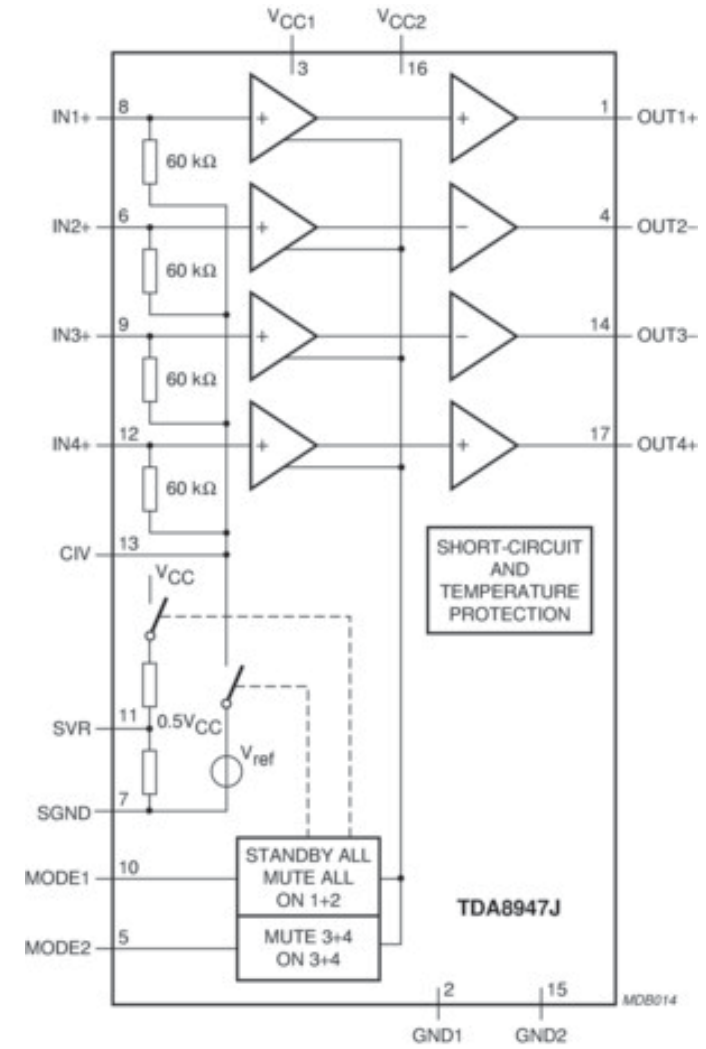 VCC1 VCC2
3 16
IN1+ 8 + + 1 OUT1+
60 kΩ
IN2+ 6 + − 4 OUT2−
60 kΩ
IN3+ 9 + − 14 OUT3−
60 kΩ
IN4+ 12 + + 17 OUT4+
60 kΩ
CIV 13
SHORT-CIRCUIT
AND
TEMPERATURE
PROTECTION
VCC
SVR 11 0.5VCC
Vref
SGND 7
STANDBY ALL
MODE1 10 MUTE ALL
ON 1+2
TDA8947J
MODE2 5 MUTE 3+4
ON 3+4
2 15
MDB014
GND1 GND2